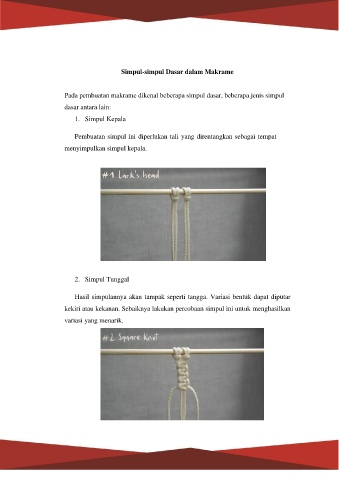 Simpul-simpul Dasar dalam Makrame
Pada pembuatan makrame dikenal beberapa simpul dasar, beberapa jenis simpul
dasar antara lain:
1. Simpul Kepala
Pembuatan simpul ini diperlukan tali yang direntangkan sebagai tempat
menyimpulkan simpul kepala.
#1 Lark's head
2. Simpul Tunggal
Hasil simpulannya akan tampak seperti tangga. Variasi bentuk dapat diputar
kekiri atau kekanan. Sebaiknya lakukan percobaan simpul ini untuk menghasilkan
variasi yang menarik.
#2 Square knot